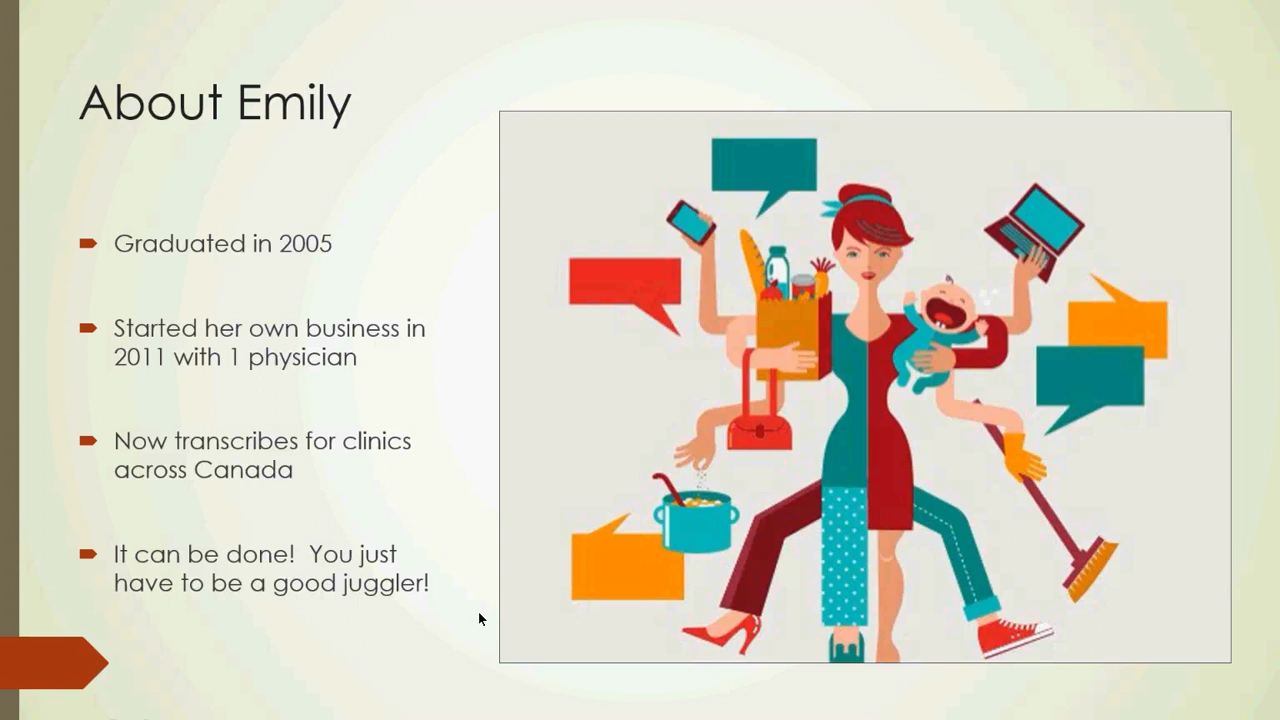 About Emily
Graduated in 2005
Started her own business in
2011 with 1 physician
Now transcribes for clinics
across Canada
It can be done!  You just
have to be a good juggler!